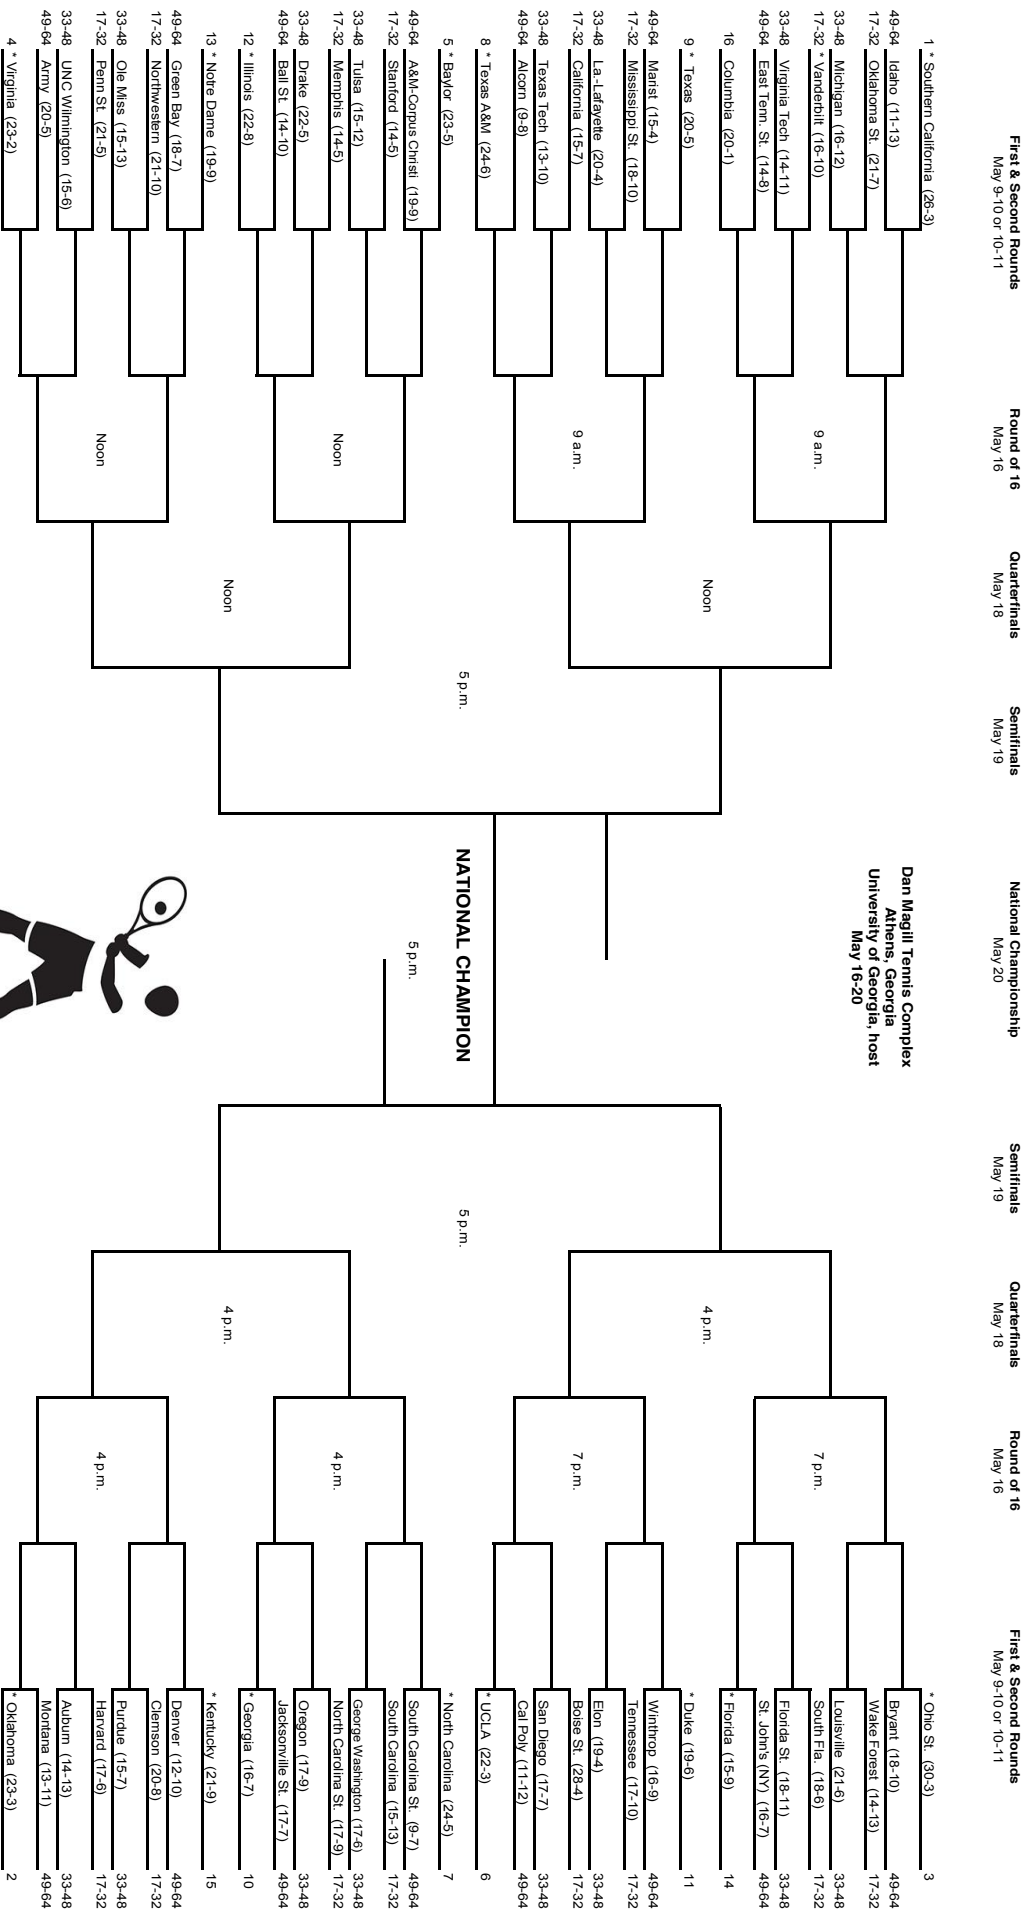 First & Second Rounds
May 9-10 or 10-11
Round of 16
May 16
Quarterfinals
May 18
Semifinals
May 19
National Championship
May 20
Semifinals
May 19
Quarterfinals
May 18
Round of 16
May 16
First & Second Rounds
May 9-10 or 10-11
Dan Magill Tennis Complex
Athens, Georgia
University of Georgia, host
May 16-20
1 * Southern California (26-3)
49-64 Idaho (11-13)
17-32 Oklahoma St. (21-7)
33-48 Michigan (16-12)
17-32 * Vanderbilt (16-10)
33-48 Virginia Tech (14-11)
49-64 East Tenn. St. (14-8)
16 Columbia (20-1)
9 * Texas (20-5)
49-64 Marist (15-4)
17-32 Mississippi St. (18-10)
33-48 La.-Lafayette (20-4)
17-32 California (15-7)
33-48 Texas Tech (13-10)
49-64 Alcorn (9-8)
8 * Texas A&M (24-6)
5 * Baylor (23-5)
49-64 A&M-Corpus Christi (19-9)
17-32 Stanford (14-5)
33-48 Tulsa (15-12)
17-32 Memphis (14-5)
33-48 Drake (22-5)
49-64 Ball St. (14-10)
12 * Illinois (22-8)
13 * Notre Dame (19-9)
49-64 Green Bay (18-7)
17-32 Northwestern (21-10)
33-48 Ole Miss (15-13)
17-32 Penn St. (21-5)
33-48 UNC Wilmington (15-6)
49-64 Army (20-5)
4 * Virginia (23-2)
9 a.m.
9 a.m.
Noon
Noon
Noon
Noon
5 p.m.
NATIONAL CHAMPION
5 p.m.
5 p.m.
4 p.m.
4 p.m.
7 p.m.
7 p.m.
4 p.m.
4 p.m.
* Ohio St. (30-3) 3
Bryant (18-10) 49-64
Wake Forest (14-13) 17-32
Louisville (21-6) 33-48
South Fla. (18-6) 17-32
Florida St. (18-11) 33-48
St. John's (NY) (16-7) 49-64
* Florida (15-9) 14
* Duke (19-6) 11
Winthrop (16-9) 49-64
Tennessee (17-10) 17-32
Elon (19-4) 33-48
Boise St. (28-4) 17-32
San Diego (17-7) 33-48
Cal Poly (11-12) 49-64
* UCLA (22-3) 6
* North Carolina (24-5) 7
South Carolina St. (9-7) 49-64
South Carolina (15-13) 17-32
George Washington (17-6) 33-48
North Carolina St. (17-9) 17-32
Oregon (17-9) 33-48
Jacksonville St. (17-7) 49-64
* Georgia (16-7) 10
* Kentucky (21-9) 15
Denver (12-10) 49-64
Clemson (20-8) 17-32
Purdue (15-7) 33-48
Harvard (17-6) 17-32
Auburn (14-13) 33-48
Montana (13-11) 49-64
* Oklahoma (23-3) 2